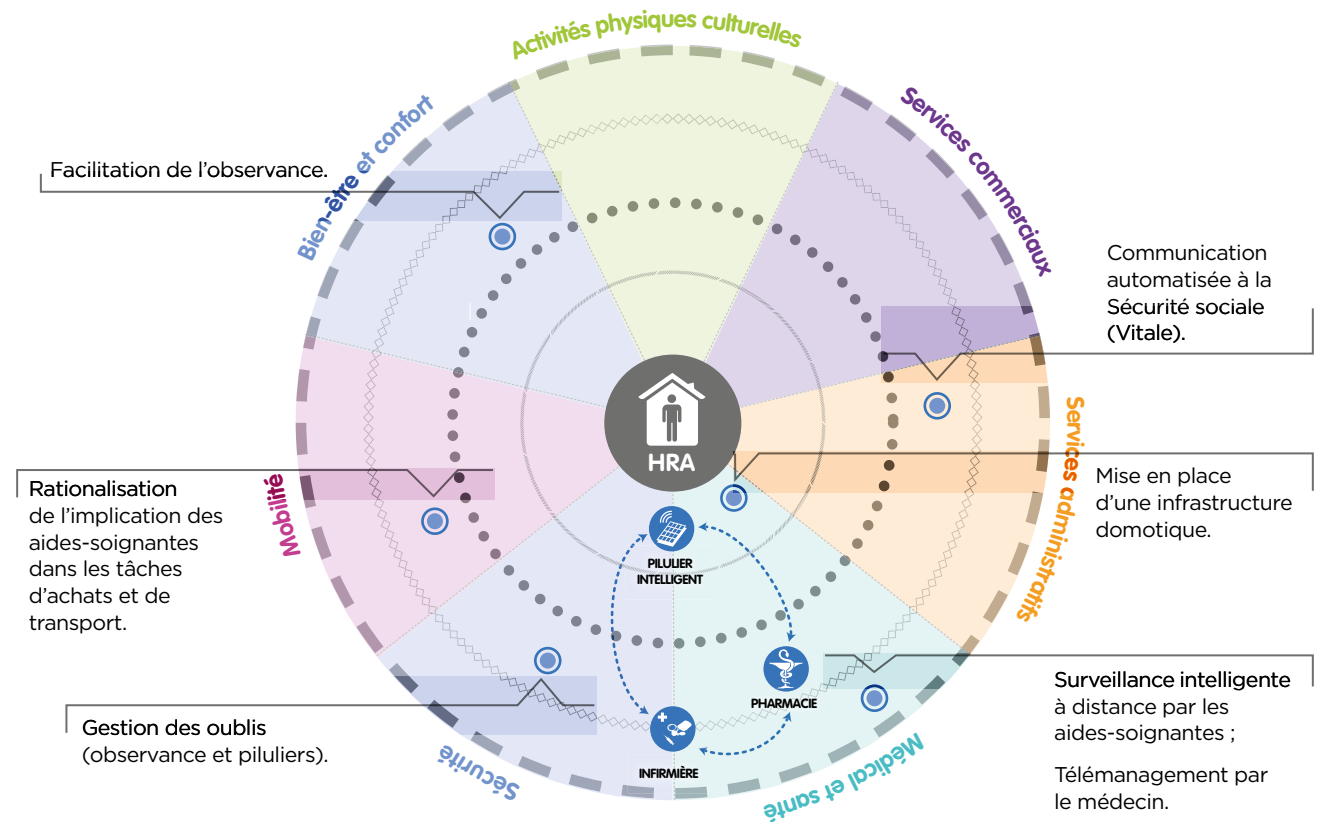 Activités physiques culturelles
Bien-être et confort
Services commerciaux
Facilitation de l’observance.
Communication
automatisée à la
Sécurité sociale
(Vitale).
HRA
Mobilité
Services administratifs
Rationalisation
de l’implication des
aides-soignantes
dans les tâches
d’achats et de
transport.
Mise en place
d’une infrastructure
domotique.
PILULIER
INTELLIGENT
PHARMACIE
INFIRMIÈRE
Gestion des oublis
(observance et piluliers).
Surveillance intelligente
à distance par les
aides-soignantes ;
Télémanagement par
le médecin.
Sécurité
Médical et santé